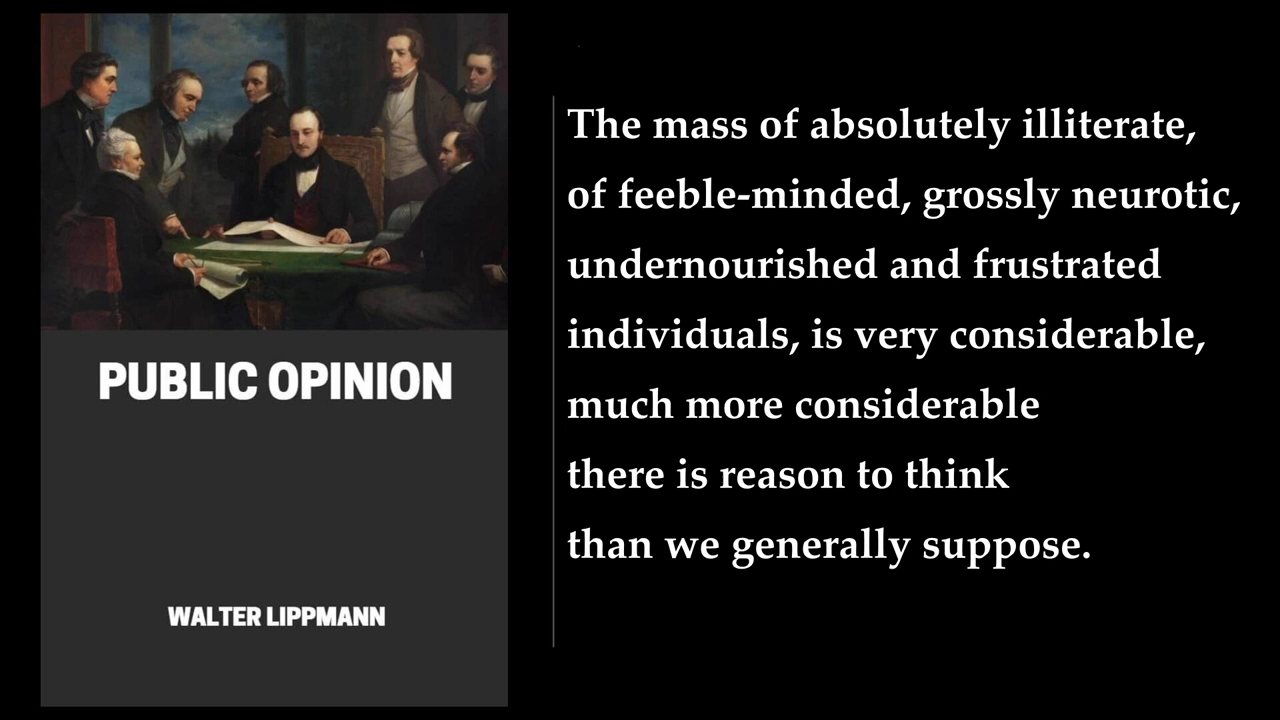 PUBLIC OPINION
WALTER LIPPMANN
The mass of absolutely illiterate,
of feeble-minded, grossly neurotic,
undernourished and frustrated
individuals, is very considerable,
much more considerable
there is reason to think
than we generally suppose.